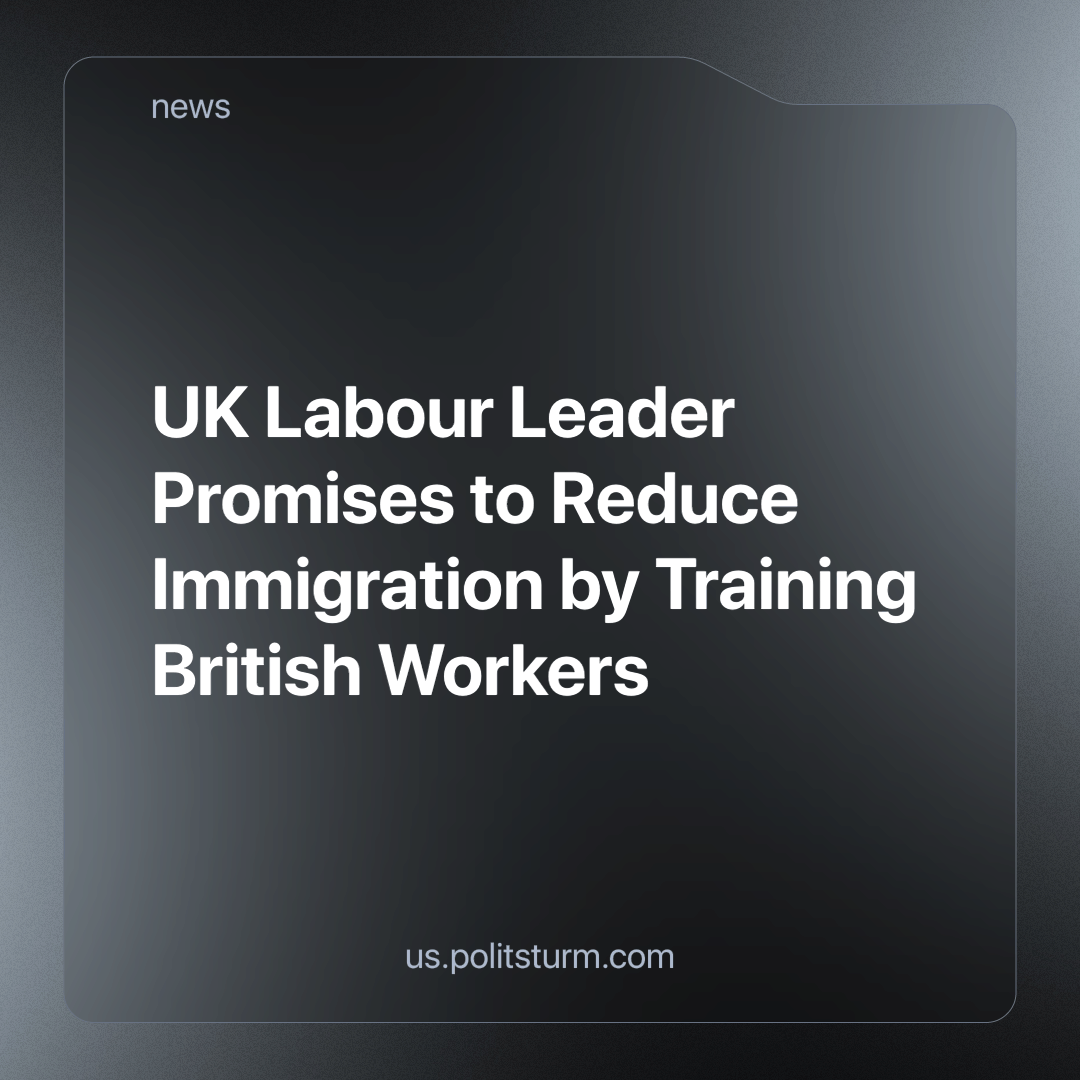 news
UK Labour Leader
Promises to Reduce
Immigration by Training
British Workers
us.politsturm.com